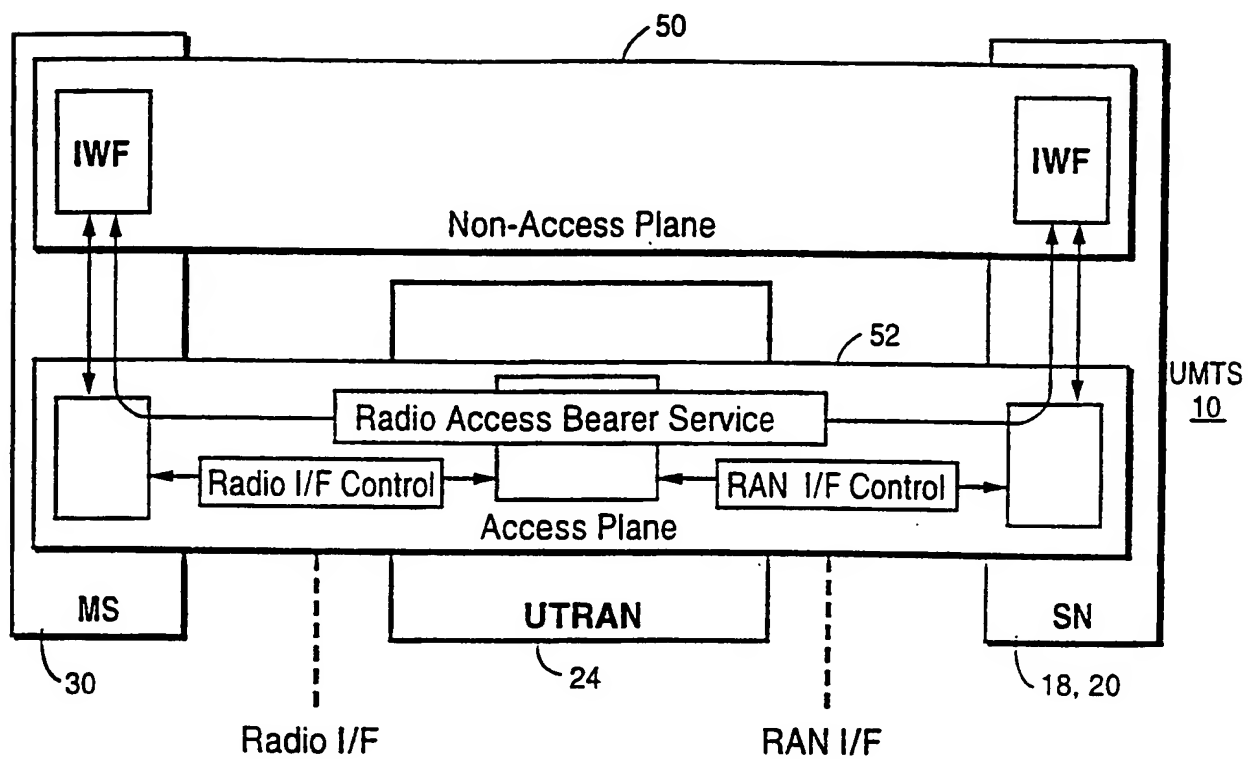 50
IWF
IWF
Non-Access Plane
52
UMTS
10
Radio Access Bearer Service
Radio I/F Control
RAN I/F Control
Access Plane
MS
UTRAN
SN
30
24
18, 20
Radio I/F
RAN I/F